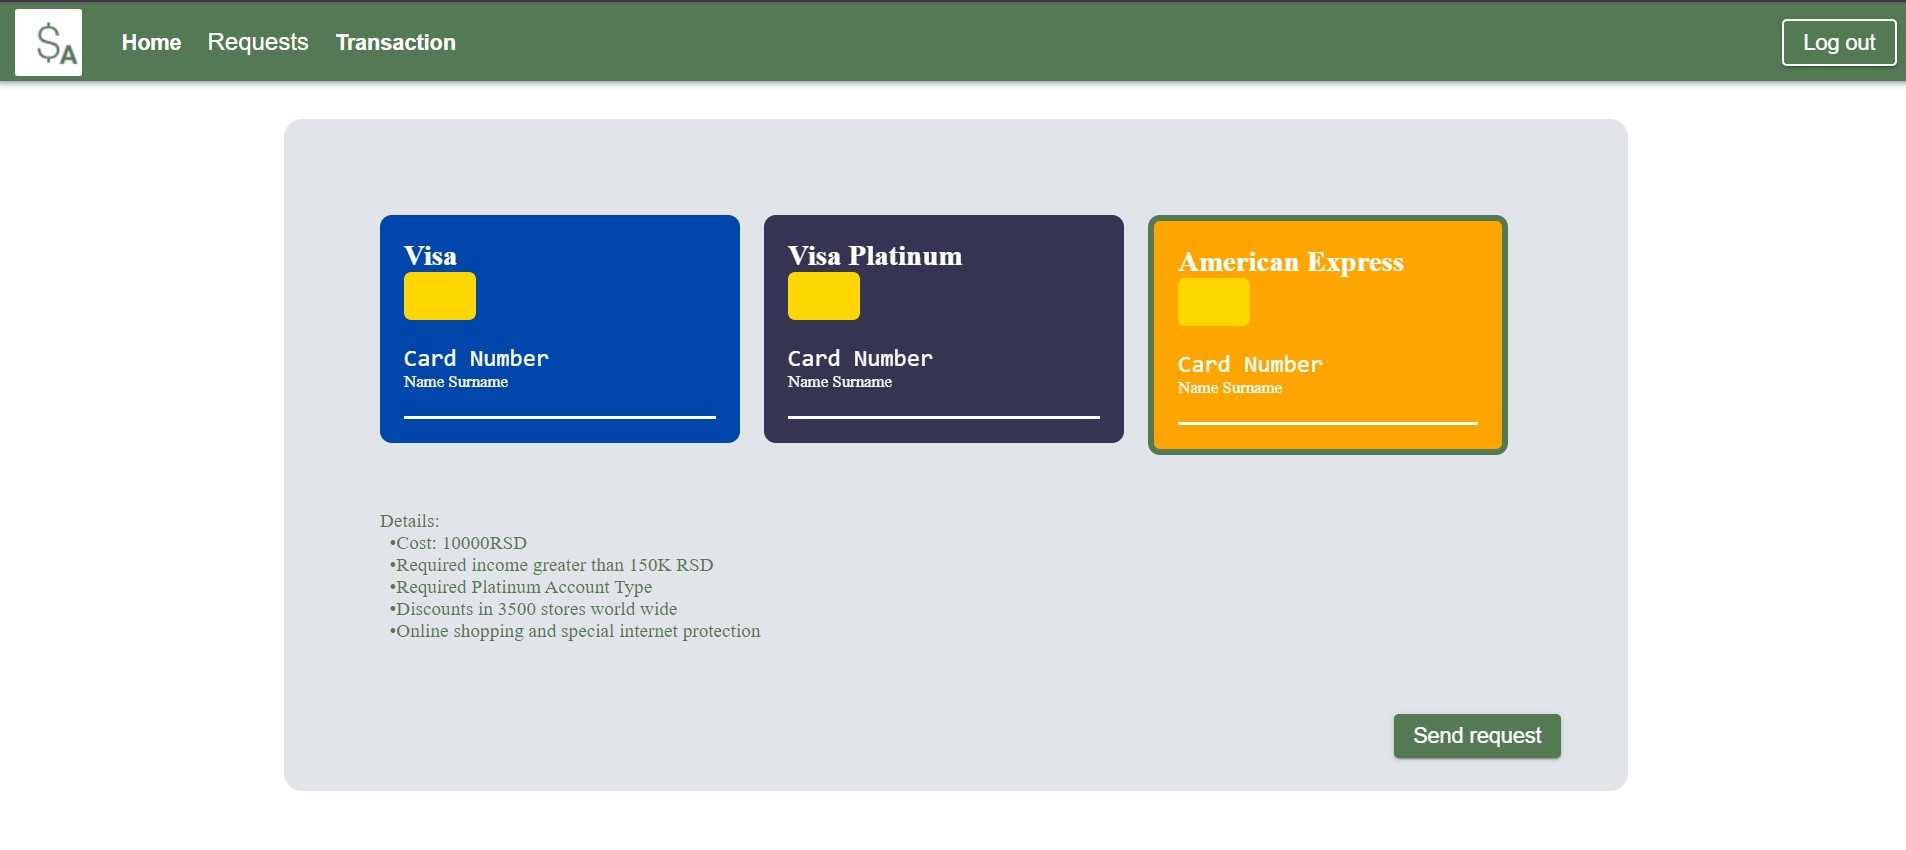 $A
Home Requests Transaction Log out
Visa
Card Number
Name Surname
Visa Platinum
Card Number
Name Surname
American Express
Card Number
Name Surname
Details:
•Cost: 10000RSD
•Required income greater than 150K RSD
•Required Platinum Account Type
•Discounts in 3500 stores world wide
•Online shopping and special internet protection
Send request